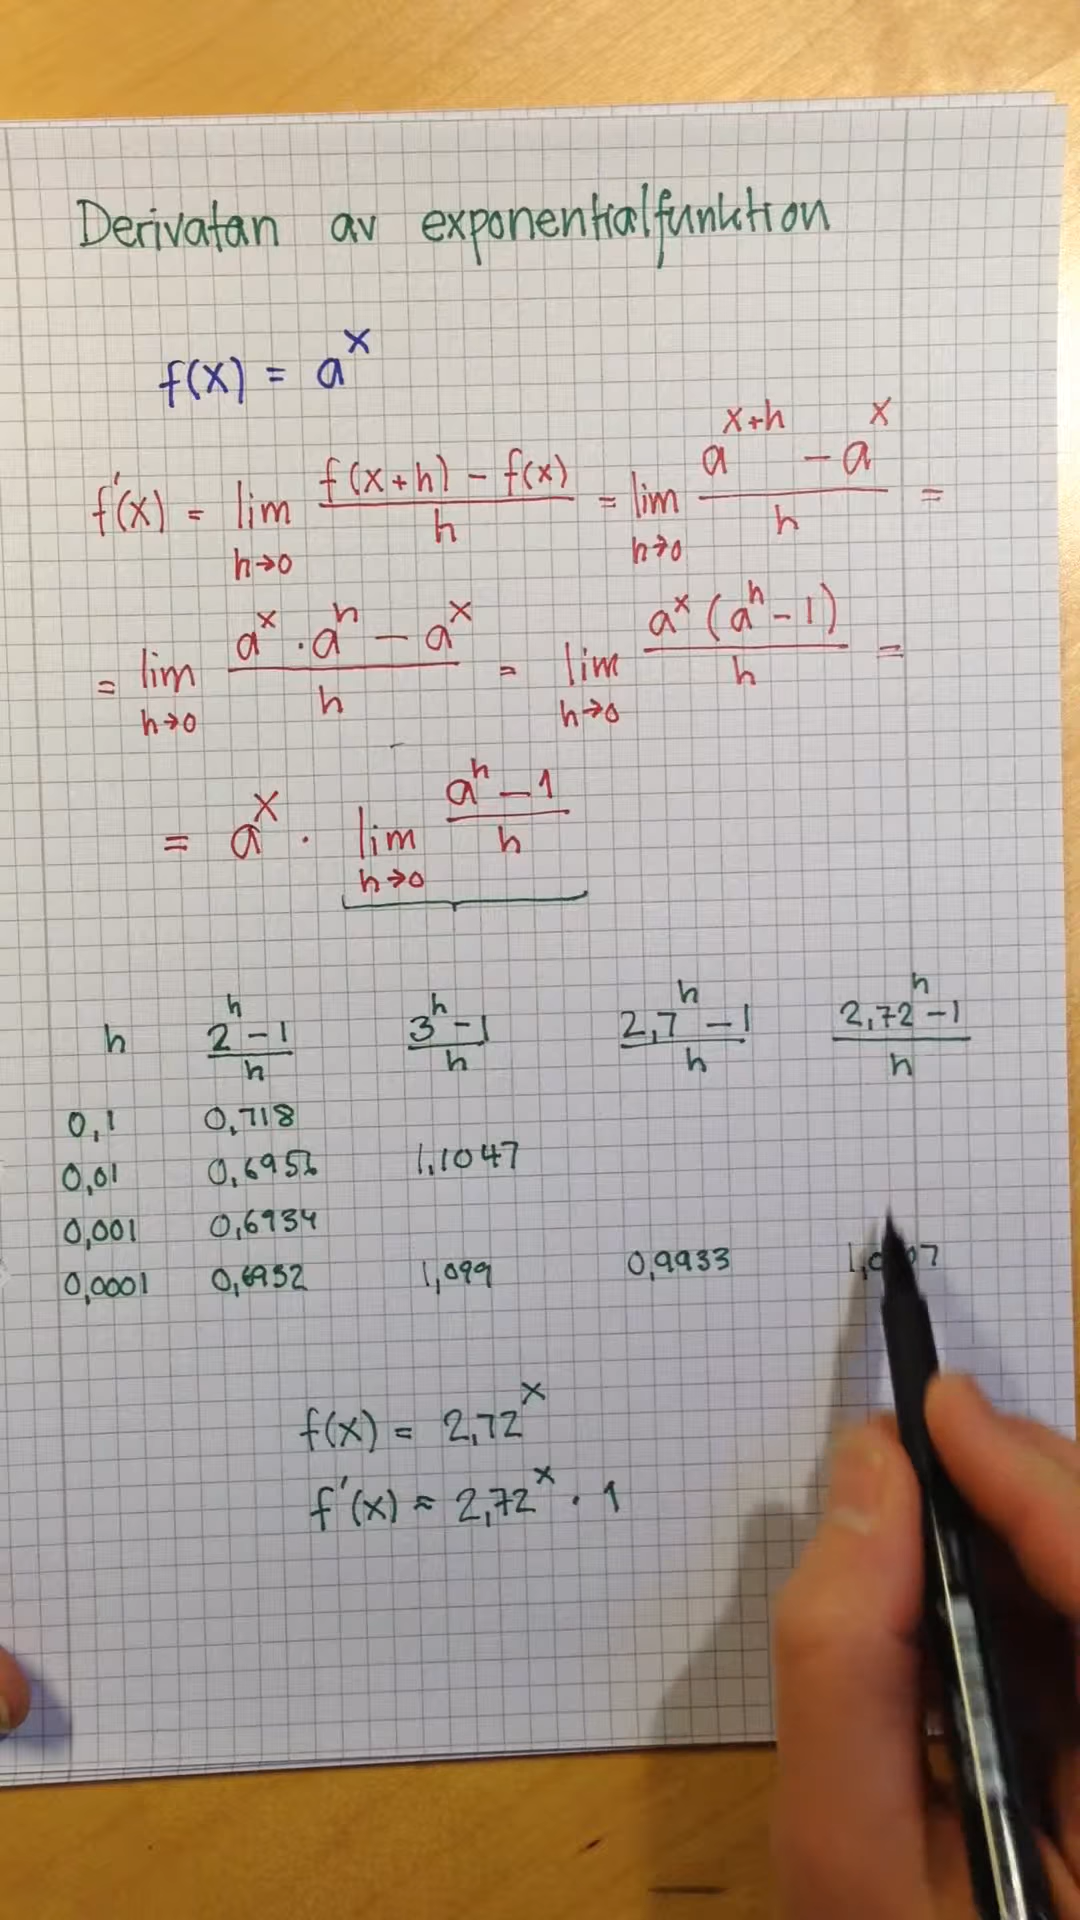 Derivatan av exponentialfunktion
f(x) = a^x
f'(x) = lim h→0 (f(x+h) - f(x))/h = lim h→0 (a^(x+h) - a^x)/h =
= lim h→0 (a^x · a^h - a^x)/h = lim h→0 (a^x (a^h - 1))/h =
= a^x · lim h→0 (a^h - 1)/h
h (2^h - 1)/h (3^h - 1)/h (2,7^h - 1)/h (2,72^h - 1)/h
0,1 0,718
0,01 0,6956 1,1047
0,001 0,6934
0,0001 0,6932 1,099 0,9933
f(x) = 2,72^x
f'(x) ≈ 2,72^x · 1